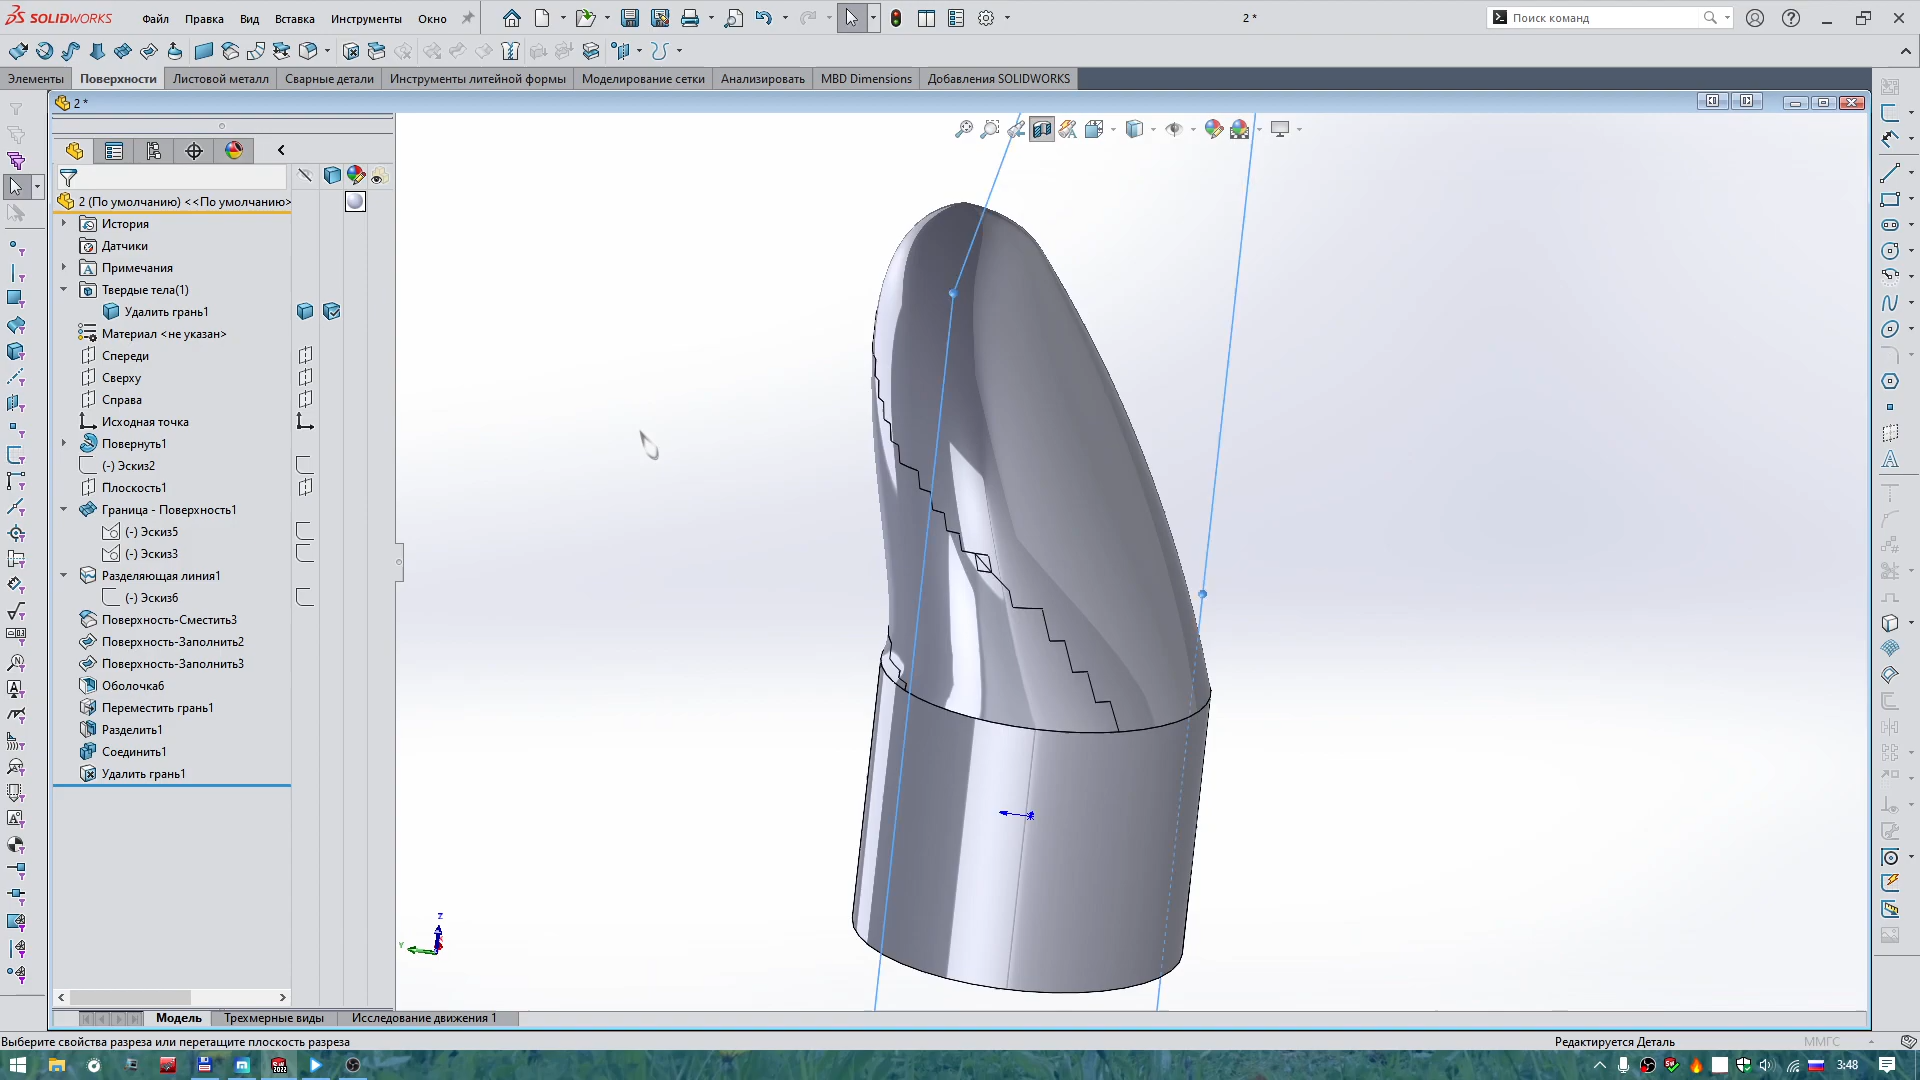 SOLIDWORKS
Файл
Правка
Вид
Вставка
Инструменты
Окно
2 *
Поиск команд
Элементы
Поверхности
Листовой металл
Сварные детали
Инструменты литейной формы
Моделирование сетки
Анализировать
MBD Dimensions
Добавления SOLIDWORKS
2 *
2 (По умолчанию) <<По умолчанию>
История
Датчики
Примечания
Твердые тела(1)
Удалить грань1
Материал <не указан>
Спереди
Сверху
Справа
Исходная точка
Повернуть1
(-) Эскиз2
Плоскость1
Граница - Поверхность1
(-) Эскиз5
(-) Эскиз3
Разделяющая линия1
(-) Эскиз6
Поверхность-Сместить3
Поверхность-Заполнить2
Поверхность-Заполнить3
Оболочка6
Переместить грань1
Разделить1
Соединить1
Удалить грань1
Z
Y
Модель
Трехмерные виды
Исследование движения 1
Выберите свойства разреза или перетащите плоскость разреза
Редактируется Деталь
ММГС
3:48